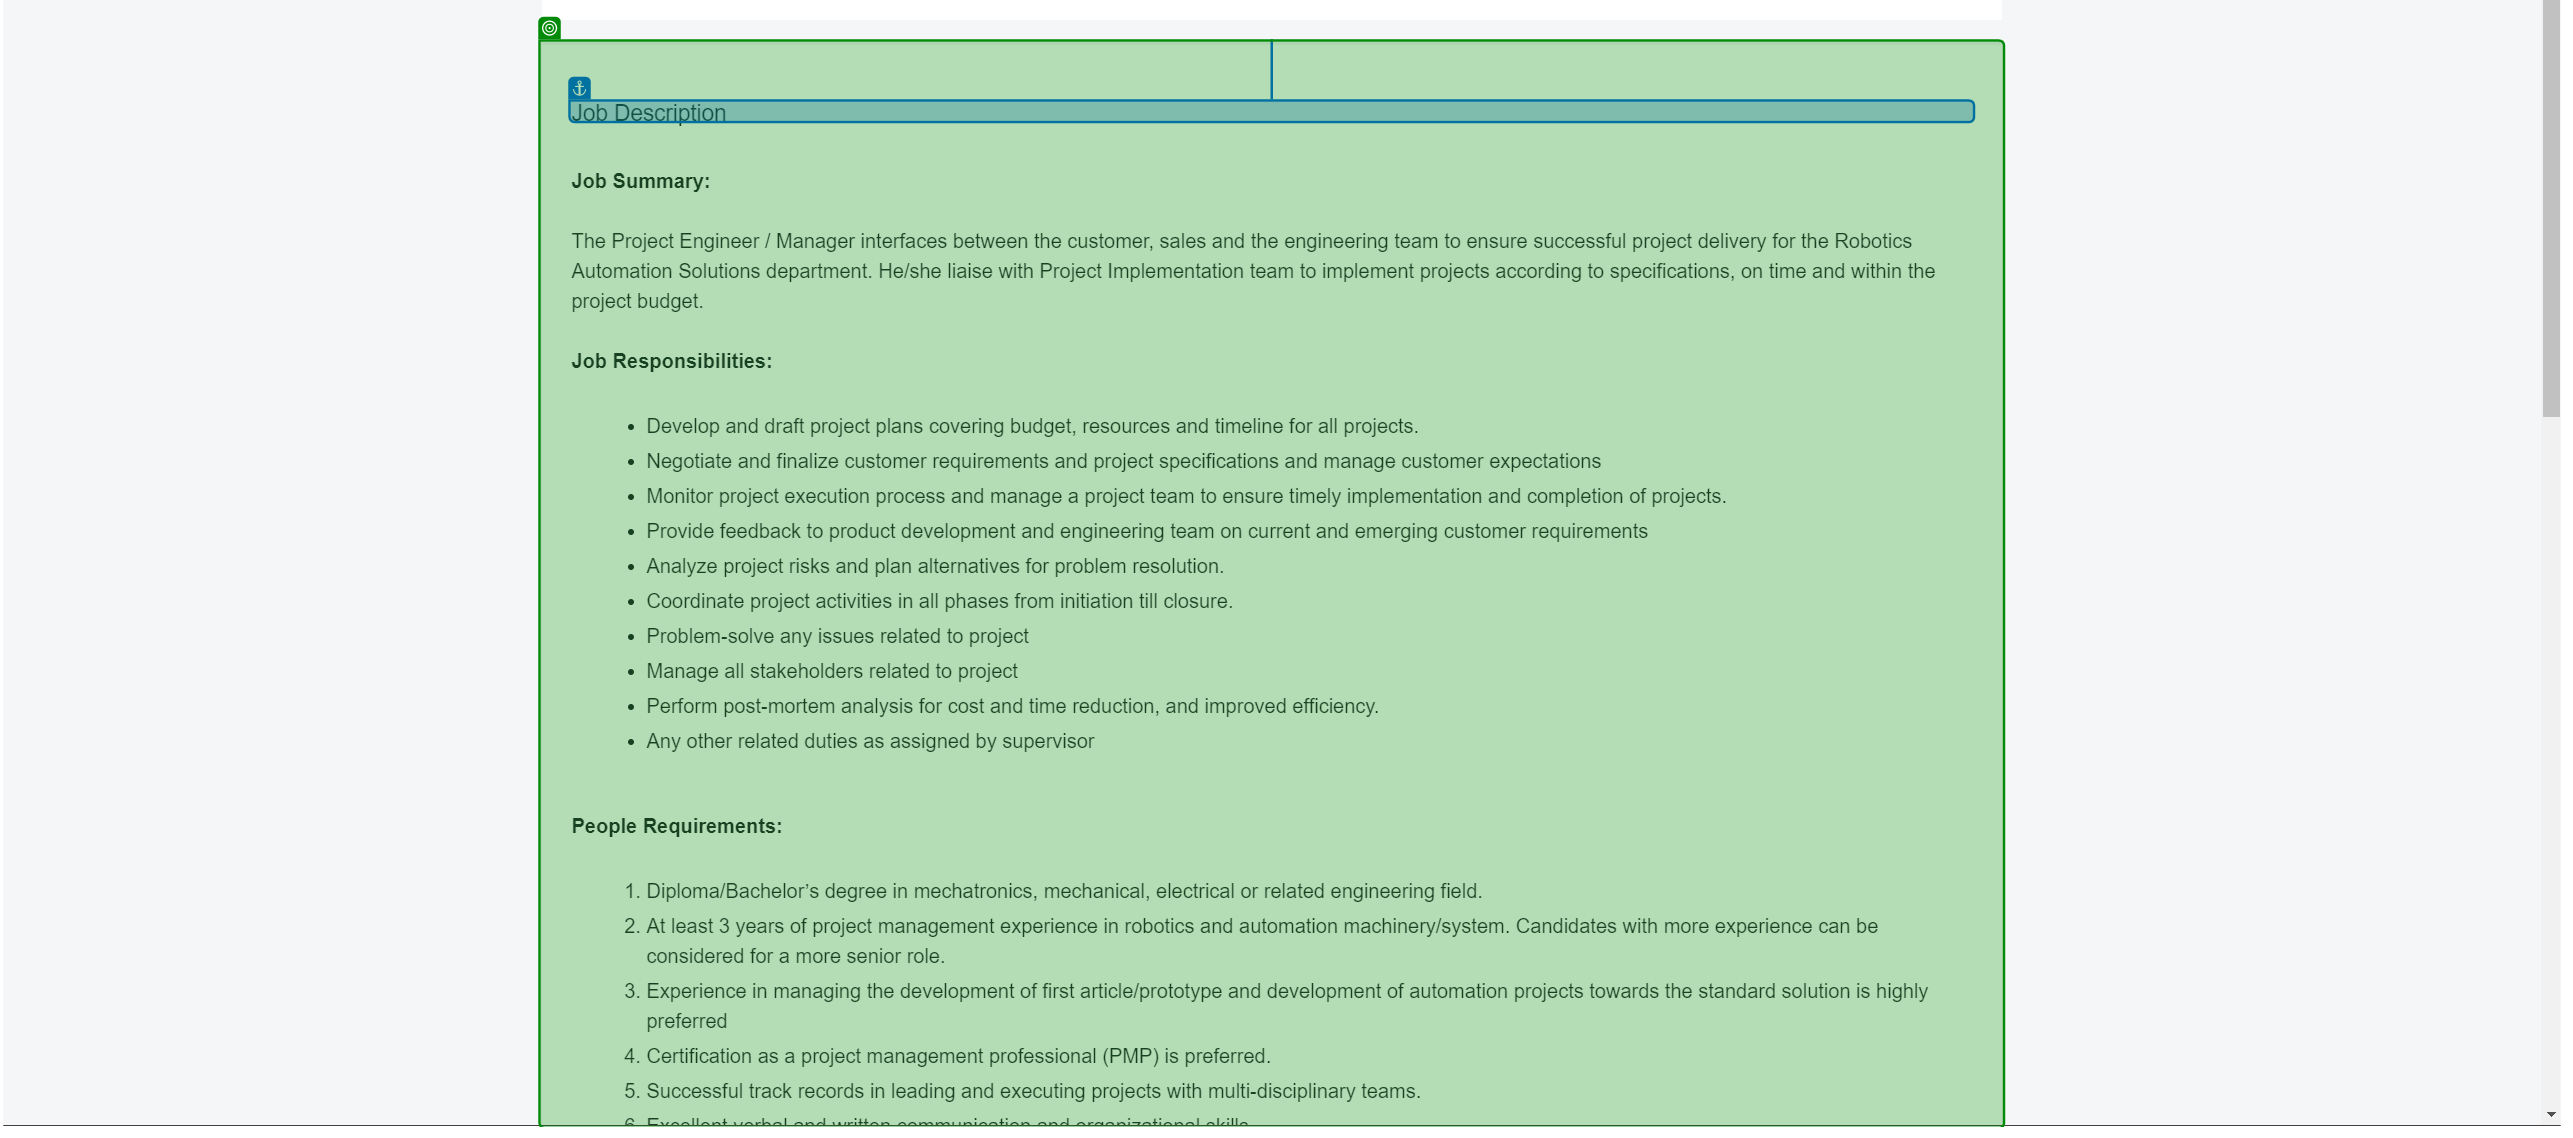 Job Description
Job Summary:
The Project Engineer / Manager interfaces between the customer, sales and the engineering team to ensure successful project delivery for the Robotics
Automation Solutions department. He/she liaise with Project Implementation team to implement projects according to specifications, on time and within the
project budget.
Job Responsibilities:
• Develop and draft project plans covering budget, resources and timeline for all projects.
• Negotiate and finalize customer requirements and project specifications and manage customer expectations
• Monitor project execution process and manage a project team to ensure timely implementation and completion of projects.
• Provide feedback to product development and engineering team on current and emerging customer requirements
• Analyze project risks and plan alternatives for problem resolution.
• Coordinate project activities in all phases from initiation till closure.
• Problem-solve any issues related to project
• Manage all stakeholders related to project
• Perform post-mortem analysis for cost and time reduction, and improved efficiency.
• Any other related duties as assigned by supervisor
People Requirements:
1. Diploma/Bachelor’s degree in mechatronics, mechanical, electrical or related engineering field.
2. At least 3 years of project management experience in robotics and automation machinery/system. Candidates with more experience can be
considered for a more senior role.
3. Experience in managing the development of first article/prototype and development of automation projects towards the standard solution is highly
preferred
4. Certification as a project management professional (PMP) is preferred.
5. Successful track records in leading and executing projects with multi-disciplinary teams.
6. Excellent verbal and written communication and organizational skills